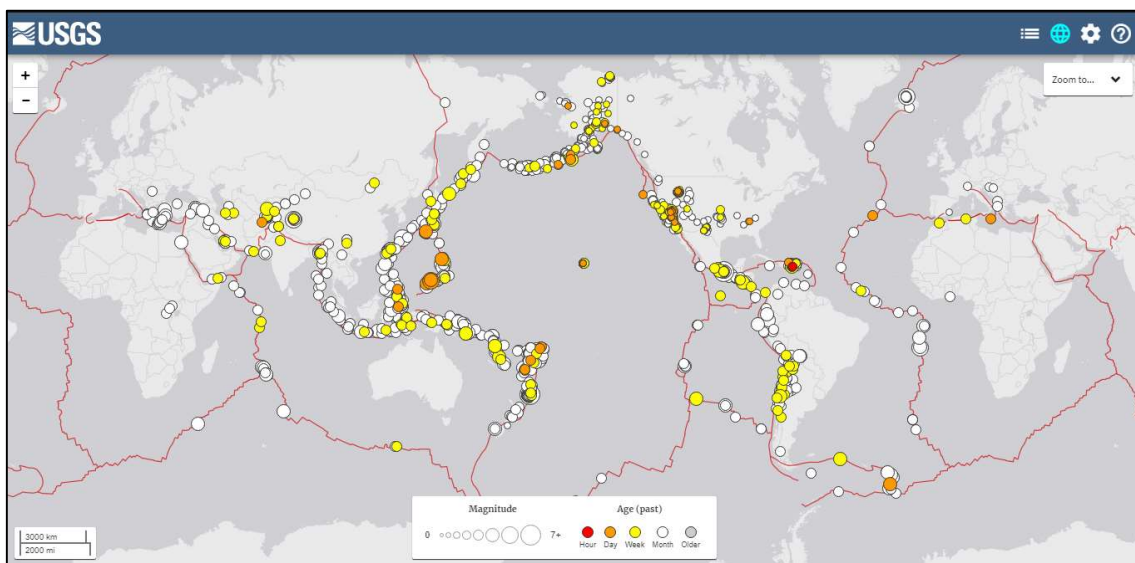 USGS
+
−
Zoom to...
Magnitude
0 7+
Age (past)
Hour Day Week Month Older
3000 km
2000 mi